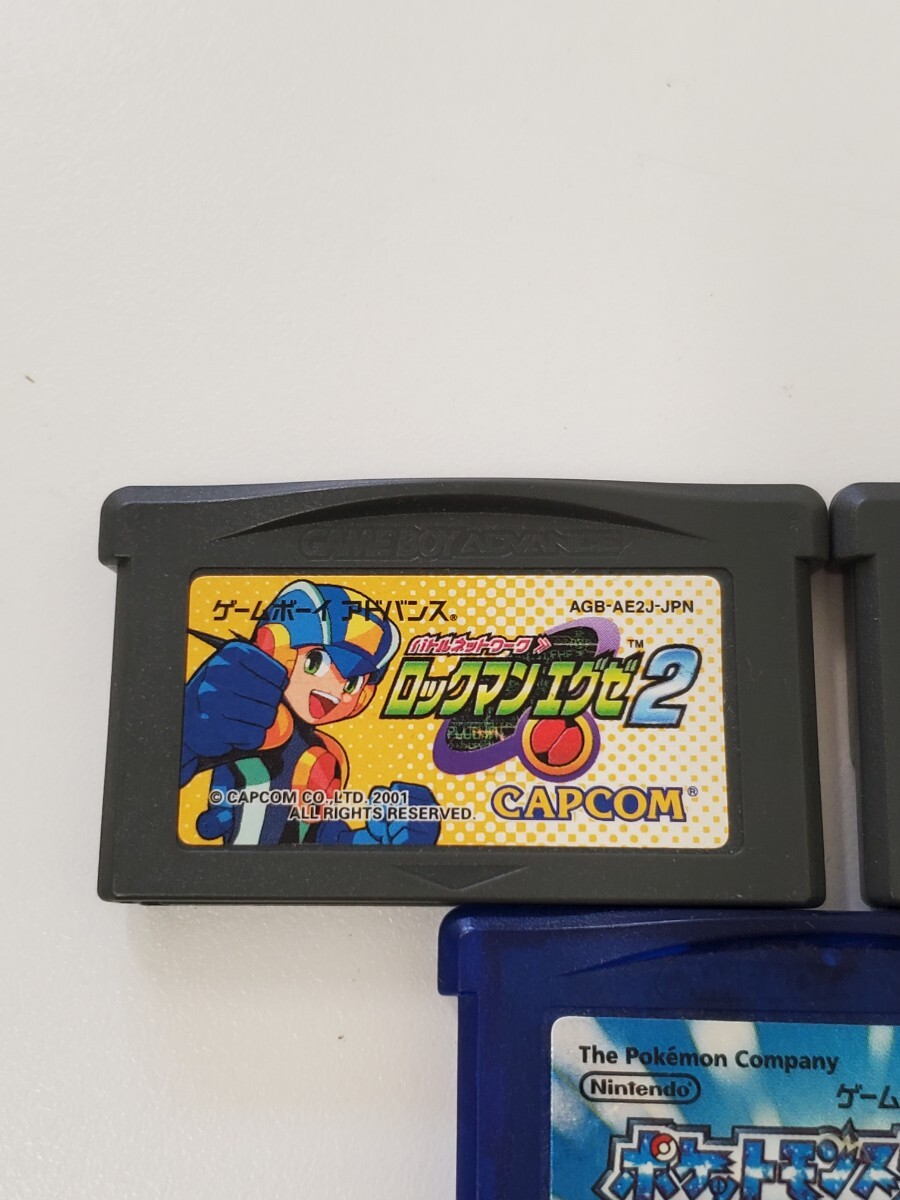 GAME BOY ADVANCE
ゲームボーイ アドバンス®
AGB-AE2J-JPN
バトルネットワーク
ロックマン エグゼ2™
© CAPCOM CO., LTD. 2001
ALL RIGHTS RESERVED.
CAPCOM®
The Pokémon Company
Nintendo
ゲーム
ポケットモンス